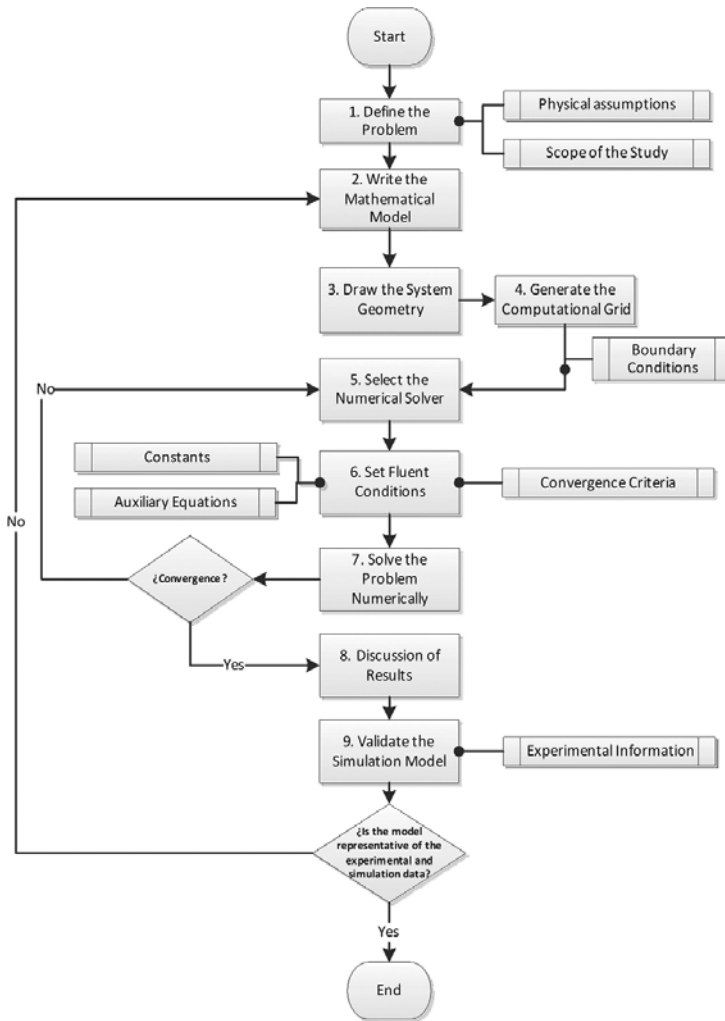 Start
1. Define the
Problem
Physical assumptions
Scope of the Study
2. Write the
Mathematical
Model
3. Draw the System
Geometry
4. Generate the
Computational Grid
Boundary
Conditions
No
5. Select the
Numerical Solver
Constants
Auxiliary Equations
6. Set Fluent
Conditions
Convergence Criteria
No
¿Convergence?
7. Solve the
Problem
Numerically
Yes
8. Discussion of
Results
9. Validate the
Simulation Model
Experimental Information
¿Is the model
representative of the
experimental and
simulation data?
Yes
End